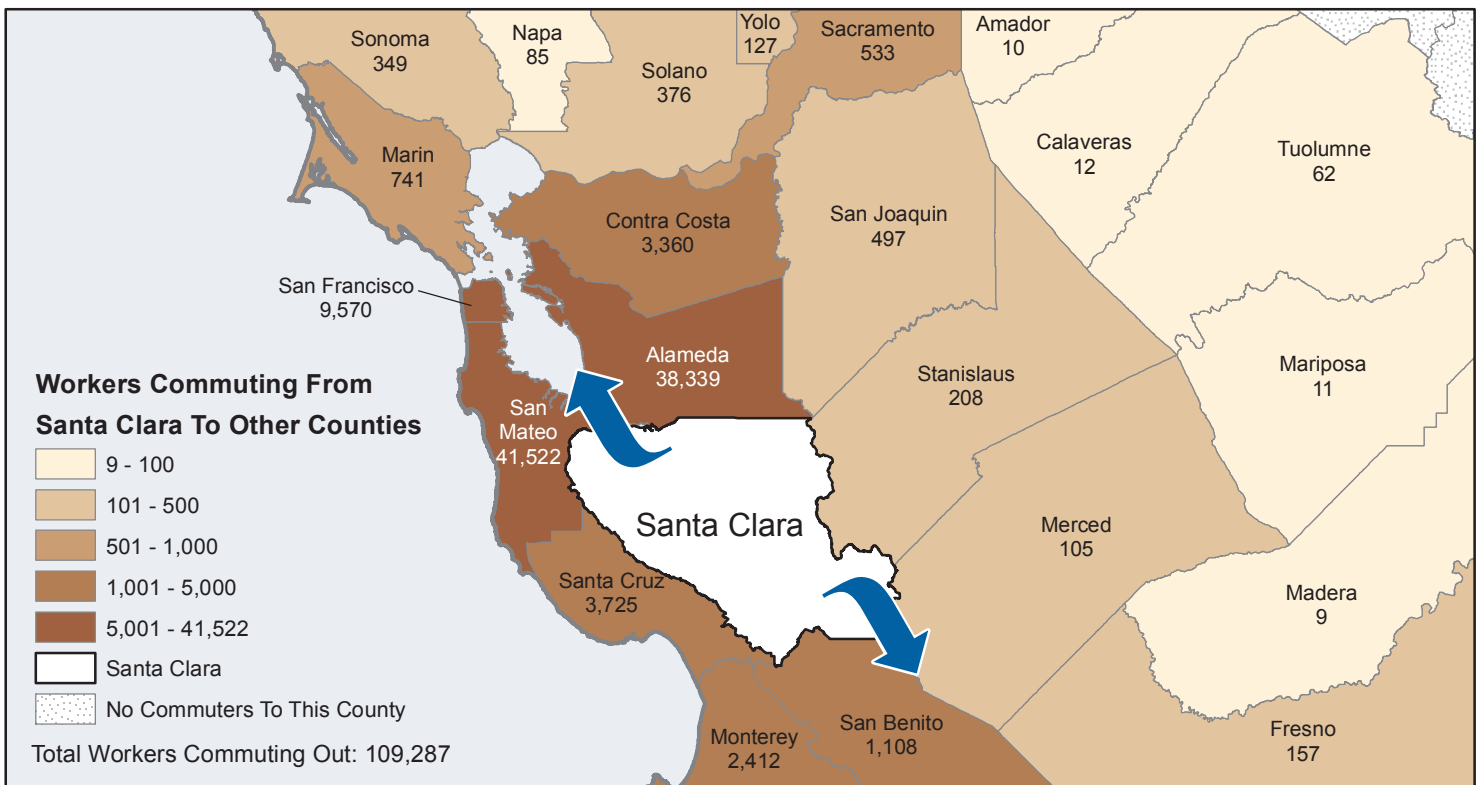 Sonoma
349
Napa
85
Solano
376
Yolo
127
Sacramento
533
Amador
10
Calaveras
12
Tuolumne
62
Marin
741
Contra Costa
3,360
San Joaquin
497
San Francisco
9,570
Alameda
38,339
Stanislaus
208
Mariposa
11
San
Mateo
41,522
Santa Clara
Merced
105
Santa Cruz
3,725
Madera
9
Monterey
2,412
San Benito
1,108
Fresno
157
Workers Commuting From
Santa Clara To Other Counties
9 - 100
101 - 500
501 - 1,000
1,001 - 5,000
5,001 - 41,522
Santa Clara
No Commuters To This County
Total Workers Commuting Out: 109,287